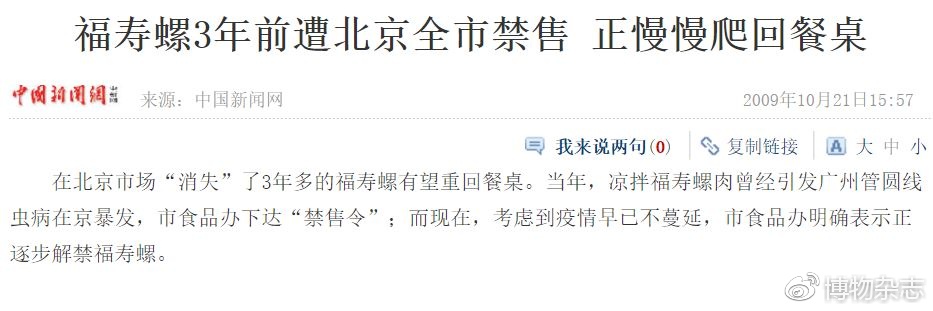 福寿螺3年前遭北京全市禁售 正慢慢爬回餐桌
中國新聞網 来源：中国新闻网 2009年10月21日15:57
我来说两句(0) 复制链接 A 大 中 小
在北京市场“消失”了3年多的福寿螺有望重回餐桌。当年，凉拌福寿螺肉曾经引发广州管圆线
虫病在京暴发，市食品办下达“禁售令”；而现在，考虑到疫情早已不蔓延，市食品办明确表示正
逐步解禁福寿螺。
博物杂志